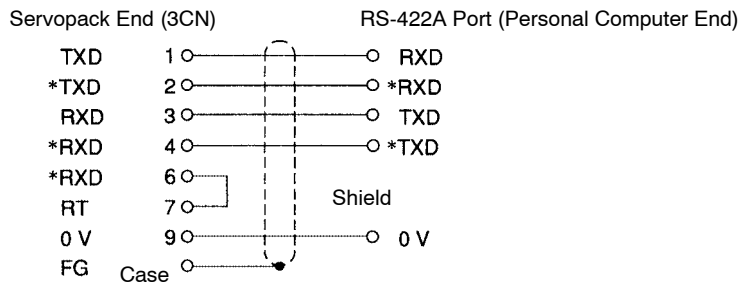 Servopack End (3CN) RS-422A Port (Personal Computer End)
TXD 1 RXD
*TXD 2 *RXD
RXD 3 TXD
*RXD 4 *TXD
*RXD 6
RT 7 Shield
0 V 9 0 V
FG Case